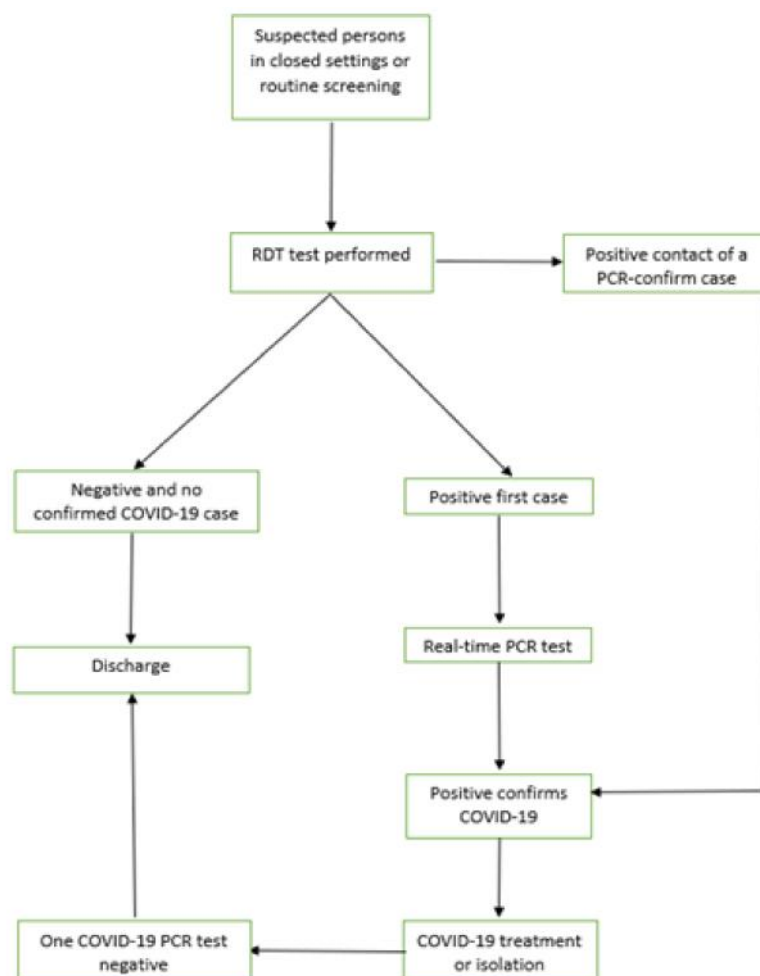 Suspected persons
in closed settings or
routine screening
RDT test performed
Positive contact of a
PCR-confirm case
Negative and no
confirmed COVID-19 case
Positive first case
Real-time PCR test
Discharge
Positive confirms
COVID-19
One COVID-19 PCR test
negative
COVID-19 treatment
or isolation